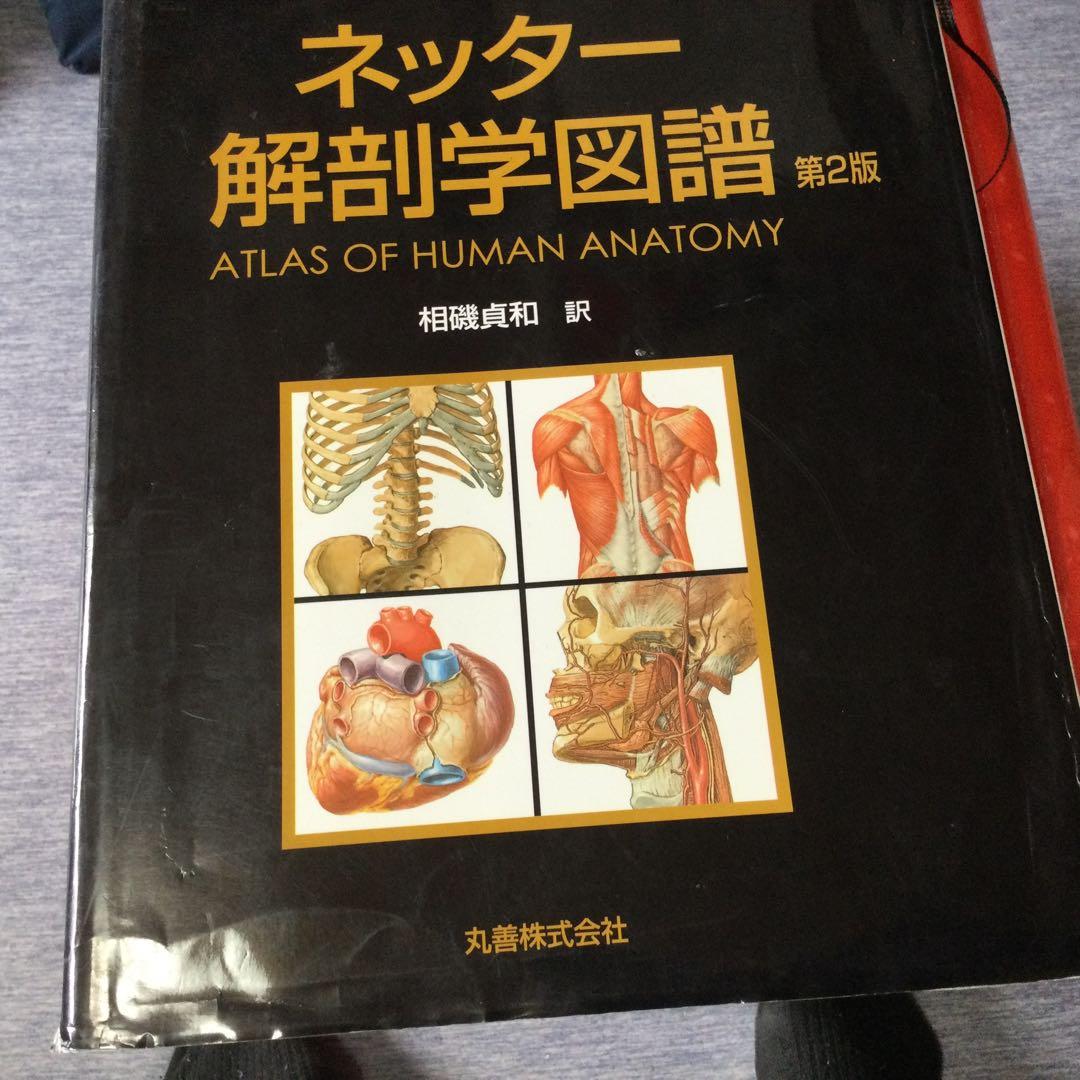 ネッター
解剖学図譜 第2版
ATLAS OF HUMAN ANATOMY
相磯貞和 訳
丸善株式会社